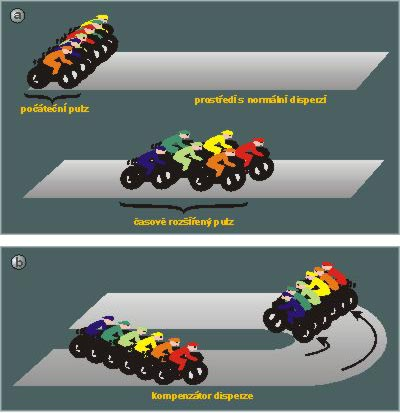 a
počáteční pulz
prostředí s normální disperzí
časově rozšířený pulz
b
Kompenzátor disperze